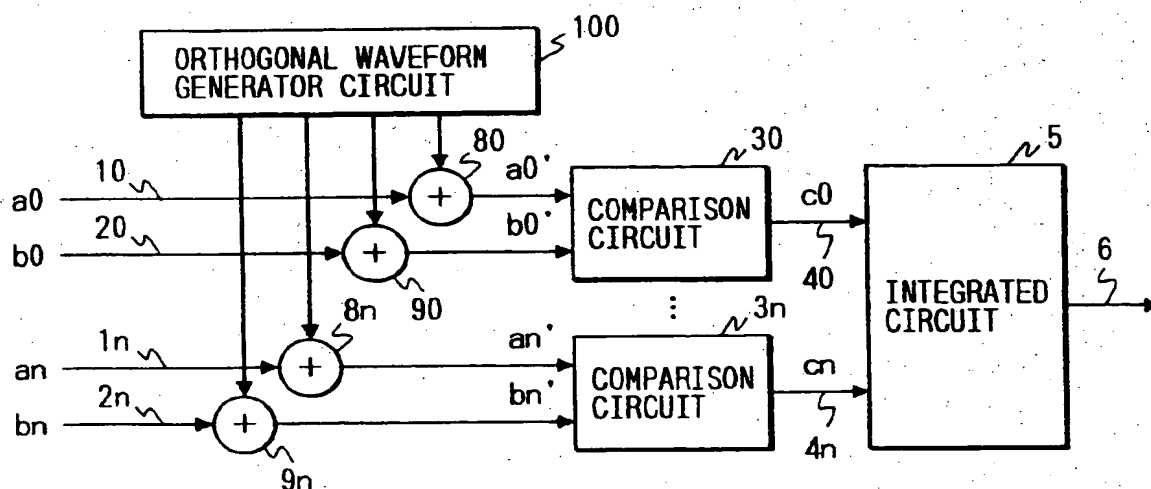 100
ORTHOGONAL WAVEFORM
GENERATOR CIRCUIT
80
30
5
10
a0
+
a0'
20
b0
+
b0'
COMPARISON
CIRCUIT
c0
40
90
6
INTEGRATED
CIRCUIT
8n
⋮
3n
1n
an
+
an'
2n
bn
+
bn'
COMPARISON
CIRCUIT
cn
4n
9n